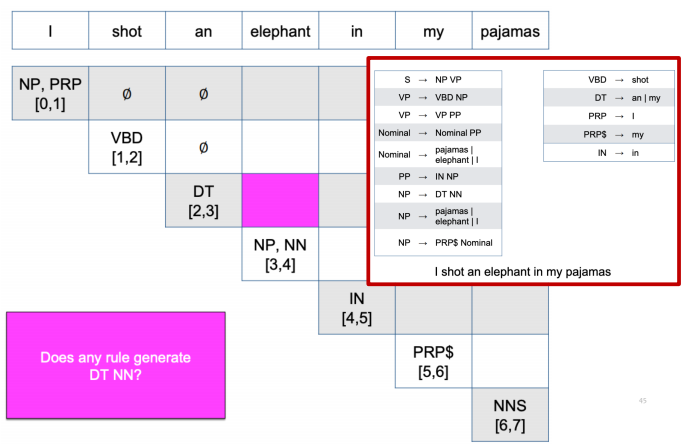 I shot an elephant in my pajamas
NP, PRP
[0,1]
Ø
Ø
VBD
[1,2]
Ø
DT
[2,3]
NP, NN
[3,4]
IN
[4,5]
PRP$
[5,6]
NNS
[6,7]
S → NP VP
VP → VBD NP
VP → VP PP
Nominal → Nominal PP
Nominal → pajamas |
elephant | I
PP → IN NP
NP → DT NN
NP → pajamas |
elephant | I
NP → PRP$ Nominal
VBD → shot
DT → an | my
PRP → I
PRP$ → my
IN → in
I shot an elephant in my pajamas
Does any rule generate
DT NN?
45